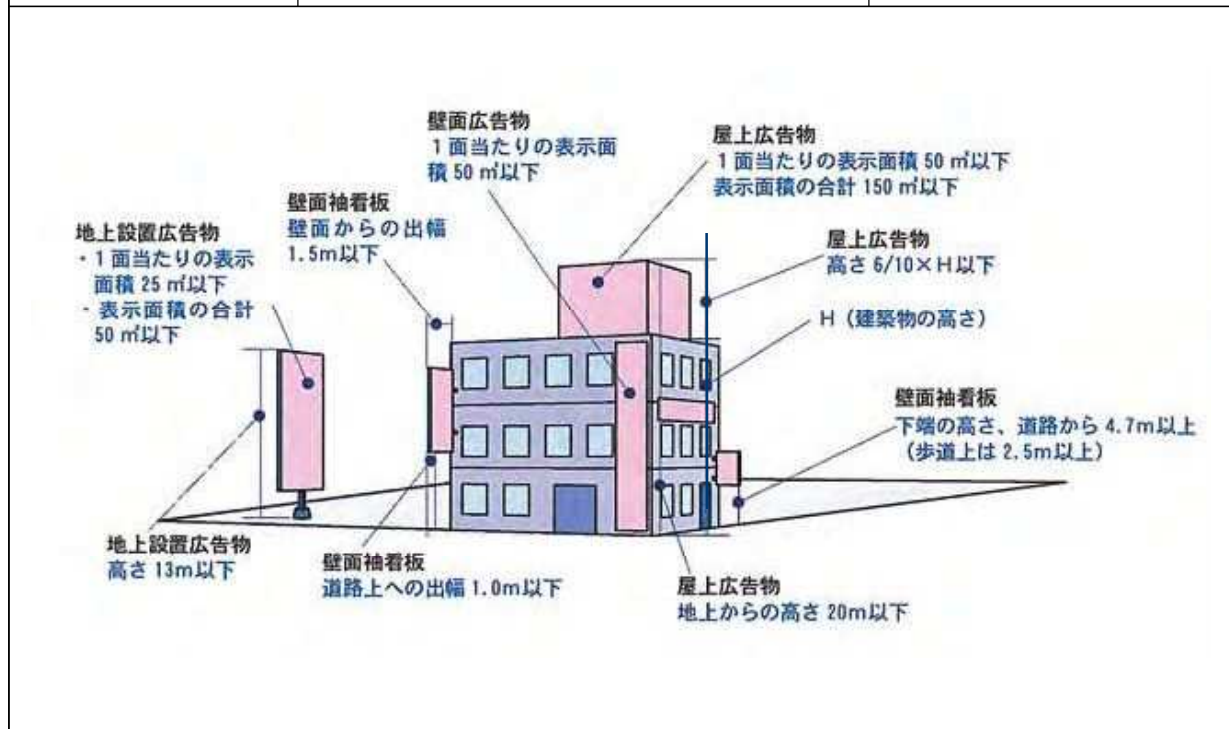 壁面広告物
1面当たりの表示面
積 50 ㎡以下
屋上広告物
1面当たりの表示面積 50 ㎡以下
表示面積の合計 150 ㎡以下
壁面袖看板
壁面からの出幅
1.5m以下
地上設置広告物
・1面当たりの表示
面積 25 ㎡以下
・表示面積の合計
50 ㎡以下
屋上広告物
高さ 6/10×H以下
H（建築物の高さ）
壁面袖看板
下端の高さ、道路から 4.7m以上
（歩道上は 2.5m以上）
地上設置広告物
高さ 13m以下
壁面袖看板
道路上への出幅 1.0m以下
屋上広告物
地上からの高さ 20m以下